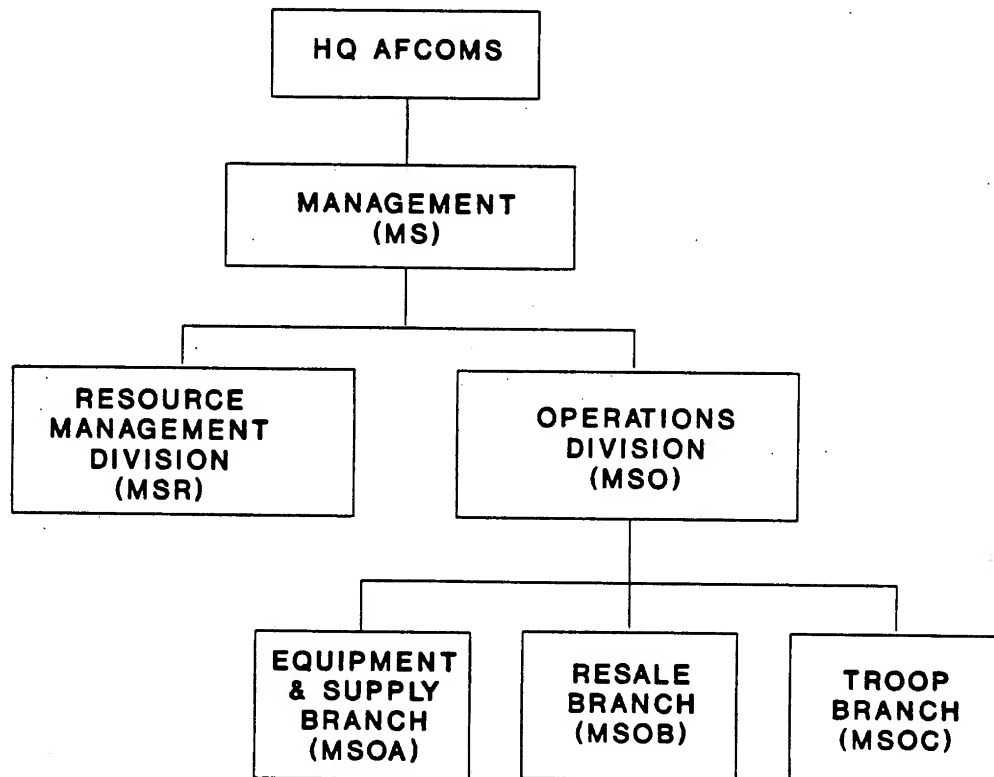 HQ AFCOMS
MANAGEMENT
(MS)
RESOURCE
MANAGEMENT
DIVISION
(MSR)
OPERATIONS
DIVISION
(MSO)
EQUIPMENT
& SUPPLY
BRANCH
(MSOA)
RESALE
BRANCH
(MSOB)
TROOP
BRANCH
(MSOC)